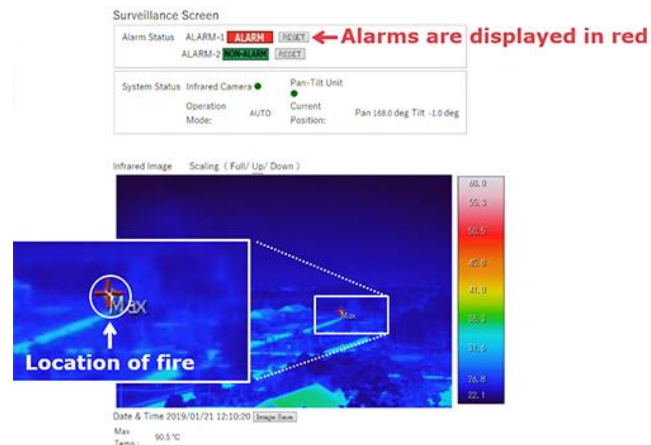 Surveillance Screen
Alarm Status ALARM-1 ALARM RESET Alarms are displayed in red
ALARM-2 NON-ALARM RESET
System Status Infrared Camera Pan-Tilt Unit
Operation Mode: AUTO Current Position: Pan 168.0 deg Tilt -1.0 deg
Infrared Image Scaling ( Full/ Up/ Down )
60.0
55.3
50.5
45.8
41.0
36.3
31.6
26.8
22.1
Max
Max
Location of fire
Date & Time 2019/01/21 12:10:20 Image Save
Max Temp.: 90.5 °C